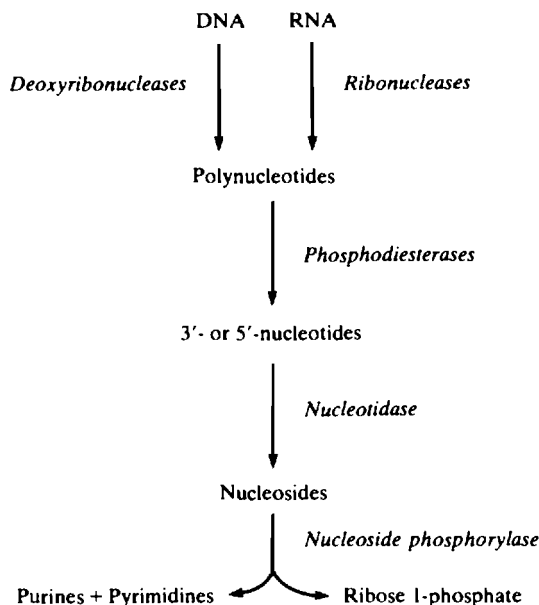 DNA RNA
Deoxyribonucleases Ribonucleases
Polynucleotides
Phosphodiesterases
3′- or 5′-nucleotides
Nucleotidase
Nucleosides
Nucleoside phosphorylase
Purines + Pyrimidines Ribose 1-phosphate